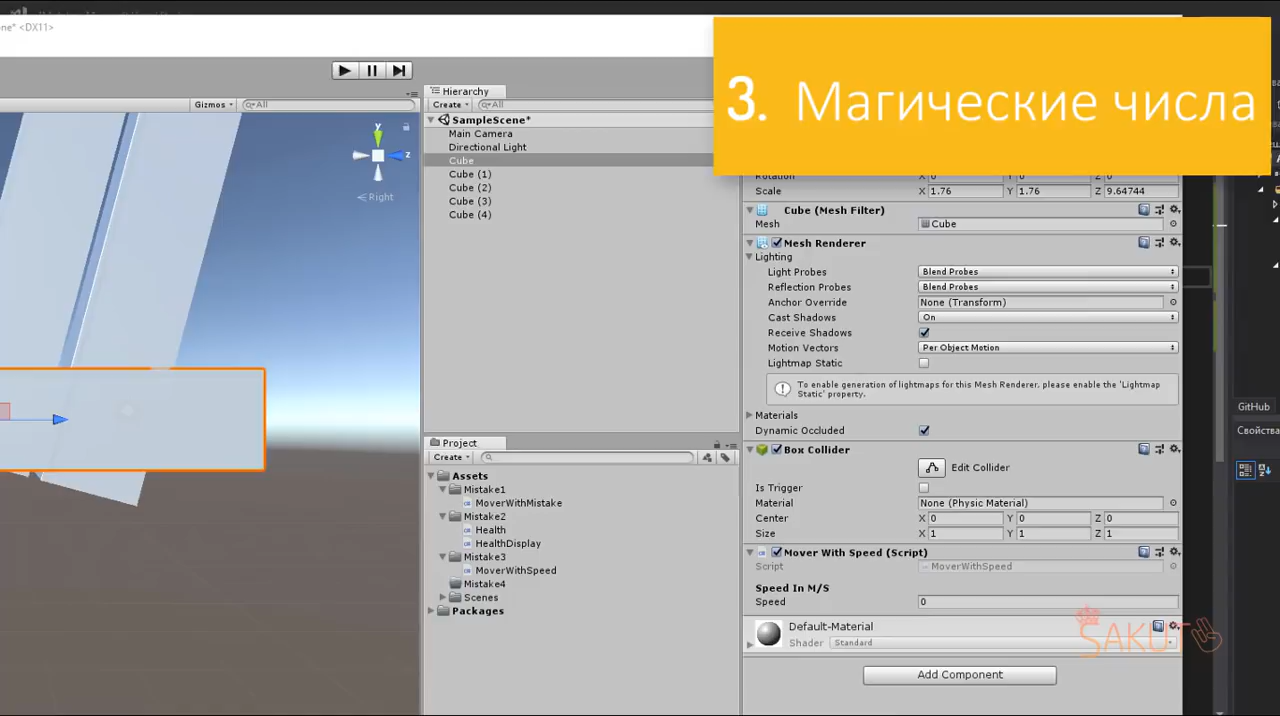 ne* <DX11>
3. Магические числа
Gizmos
All
y
z
Right
Hierarchy
Create
All
SampleScene*
Main Camera
Directional Light
Cube
Cube (1)
Cube (2)
Cube (3)
Cube (4)
Project
Create
Assets
Mistake1
MoverWithMistake
Mistake2
Health
HealthDisplay
Mistake3
MoverWithSpeed
Mistake4
Scenes
Packages
Rotation X 0 Y 0 Z 0
Scale X 1.76 Y 1.76 Z 9.64744
Cube (Mesh Filter)
Mesh Cube
Mesh Renderer
Lighting
Light Probes Blend Probes
Reflection Probes Blend Probes
Anchor Override None (Transform)
Cast Shadows On
Receive Shadows
Motion Vectors Per Object Motion
Lightmap Static
To enable generation of lightmaps for this Mesh Renderer, please enable the 'Lightmap
Static' property.
Materials
Dynamic Occluded
Box Collider
Edit Collider
Is Trigger
Material None (Physic Material)
Center X 0 Y 0 Z 0
Size X 1 Y 1 Z 1
Mover With Speed (Script)
Script MoverWithSpeed
Speed In M/S
Speed 0
Default-Material
Shader Standard
Add Component
SAKUT
GitHub
Свойства